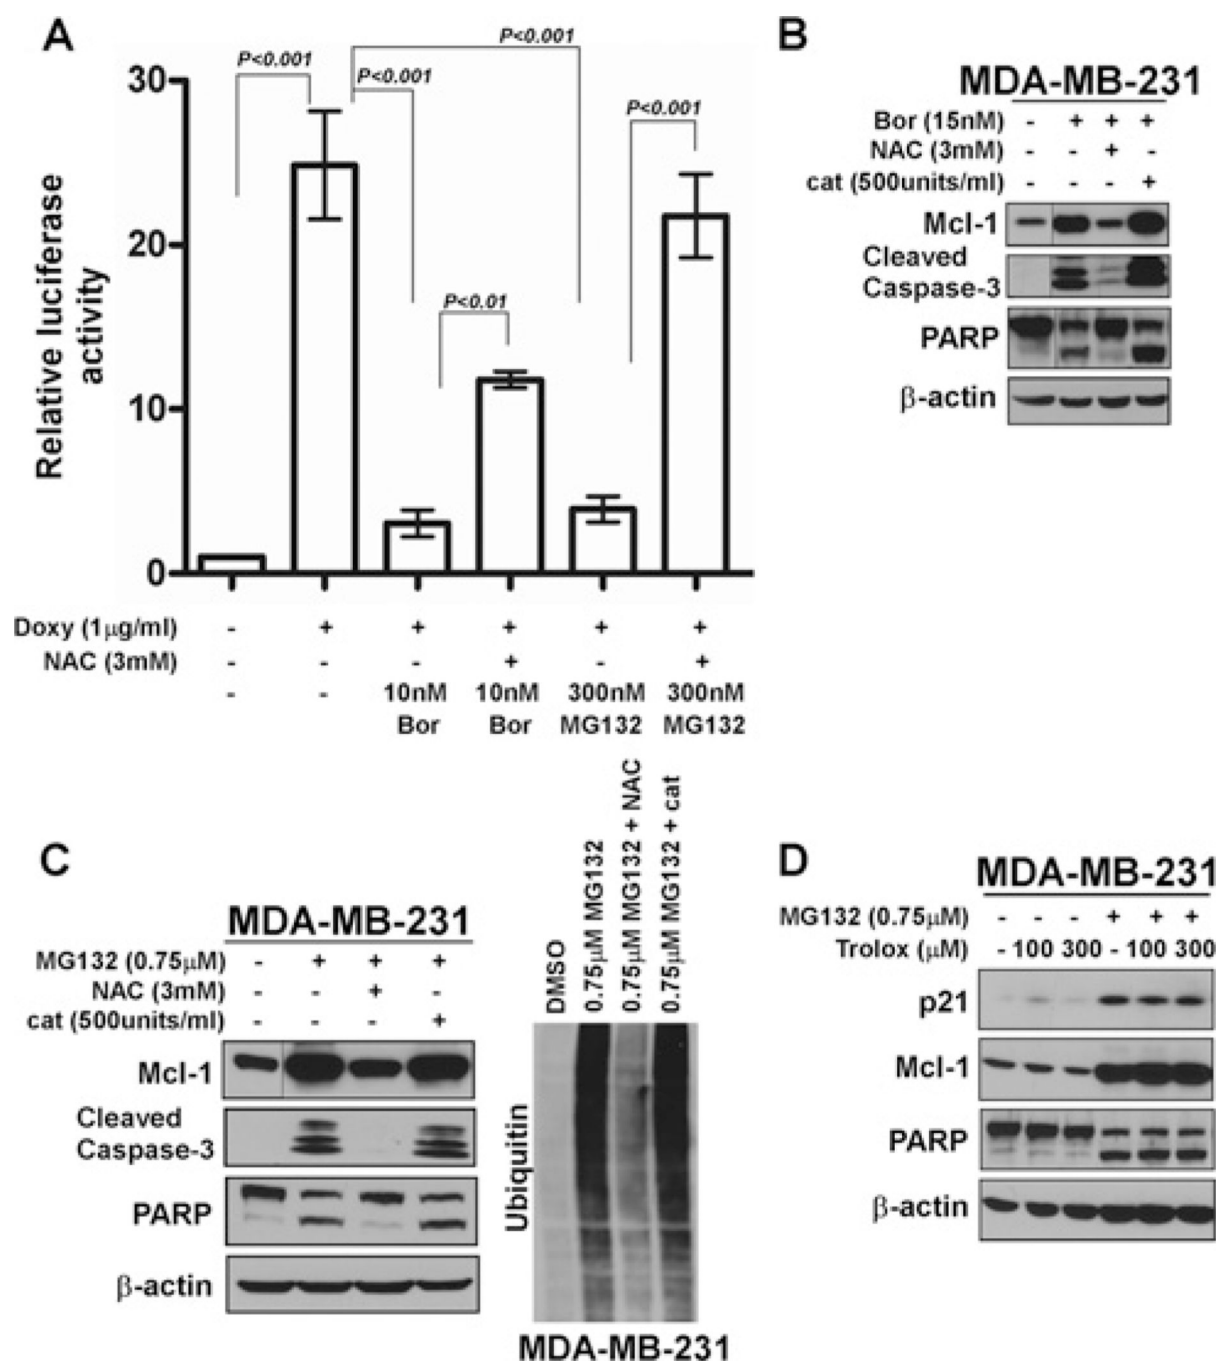 A
P<0.001
P<0.001
P<0.001
P<0.001
P<0.01
30
20
10
0
Relative luciferase
activity
Doxy (1μg/ml) - + + + + +
NAC (3mM) - - - + - +
- - 10nM 10nM 300nM 300nM
Bor Bor MG132 MG132
B
MDA-MB-231
Bor (15nM) - + + +
NAC (3mM) - - + -
cat (500units/ml) - - - +
Mcl-1
Cleaved
Caspase-3
PARP
β-actin
C
MDA-MB-231
MG132 (0.75μM) - + + +
NAC (3mM) - - + -
cat (500units/ml) - - - +
Mcl-1
Cleaved
Caspase-3
PARP
β-actin
DMSO
0.75μM MG132
0.75μM MG132 + NAC
0.75μM MG132 + cat
Ubiquitin
MDA-MB-231
D
MDA-MB-231
MG132 (0.75μM) - - - + + +
Trolox (μM) - 100 300 - 100 300
p21
Mcl-1
PARP
β-actin